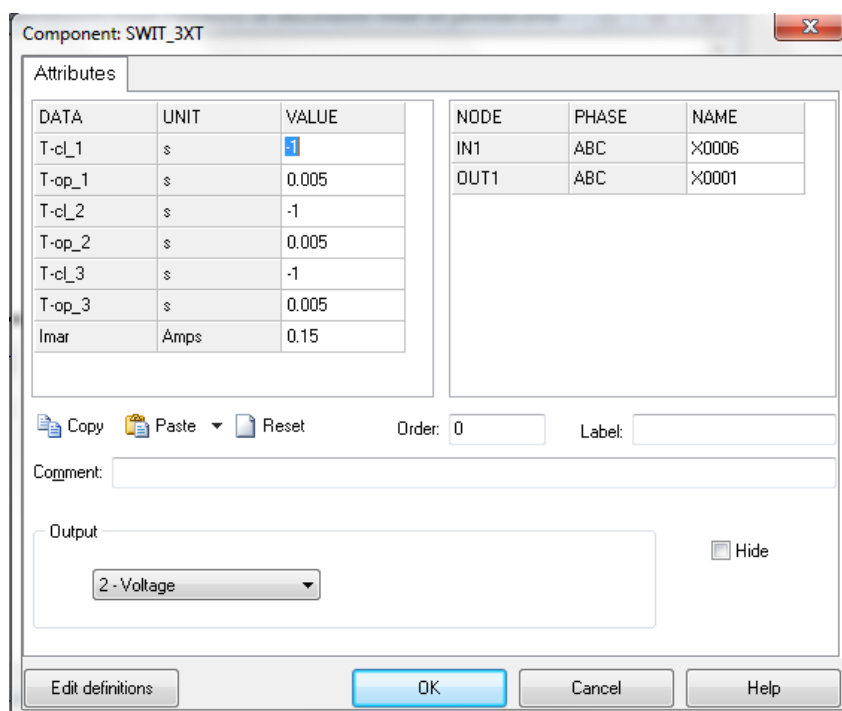 Component: SWIT_3XT
Attributes
DATA UNIT VALUE
T-cl_1 s -1
T-op_1 s 0.005
T-cl_2 s -1
T-op_2 s 0.005
T-cl_3 s -1
T-op_3 s 0.005
Imar Amps 0.15
NODE PHASE NAME
IN1 ABC X0006
OUT1 ABC X0001
Copy Paste Reset Order: 0 Label:
Comment:
Output
2 - Voltage
Hide
Edit definitions OK Cancel Help